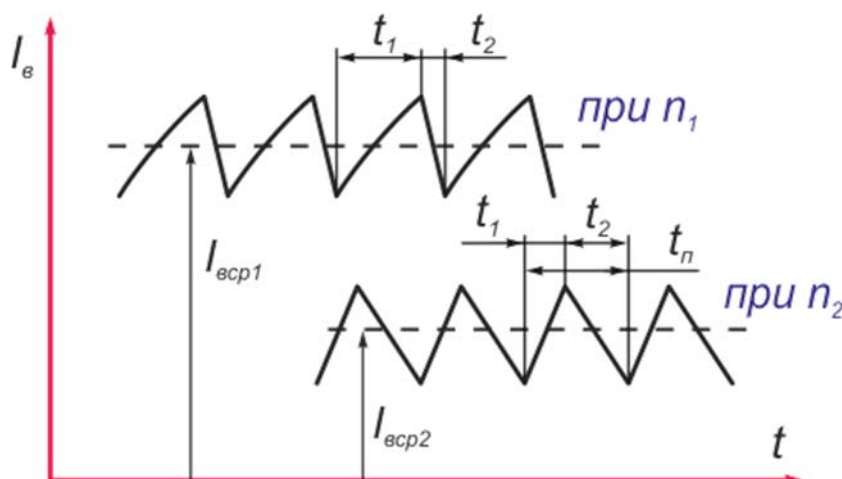 t₁ t₂
Iв
при n₁
t₁ t₂
tп
Iвср1
при n₂
Iвср2
t